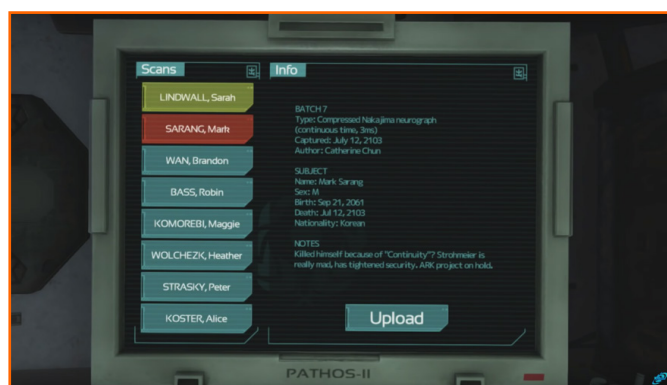 Scans
LINDWALL, Sarah
SARANG, Mark
WAN, Brandon
BASS, Robin
KOMOREBI, Maggie
WOLCHEZK, Heather
STRASKY, Peter
KOSTER, Alice
Info
BATCH 7
Type: Compressed Nakajima neurograph
(continuous time, 3ms)
Captured: July 12, 2103
Author: Catherine Chun
SUBJECT
Name: Mark Sarang
Sex: M
Birth: Sep 21, 2061
Death: Jul 12, 2103
Nationality: Korean
NOTES
Killed himself because of "Continuity"? Strohmeier is
really mad, has tightened security. ARK project on hold.
Upload
PATHOS-II